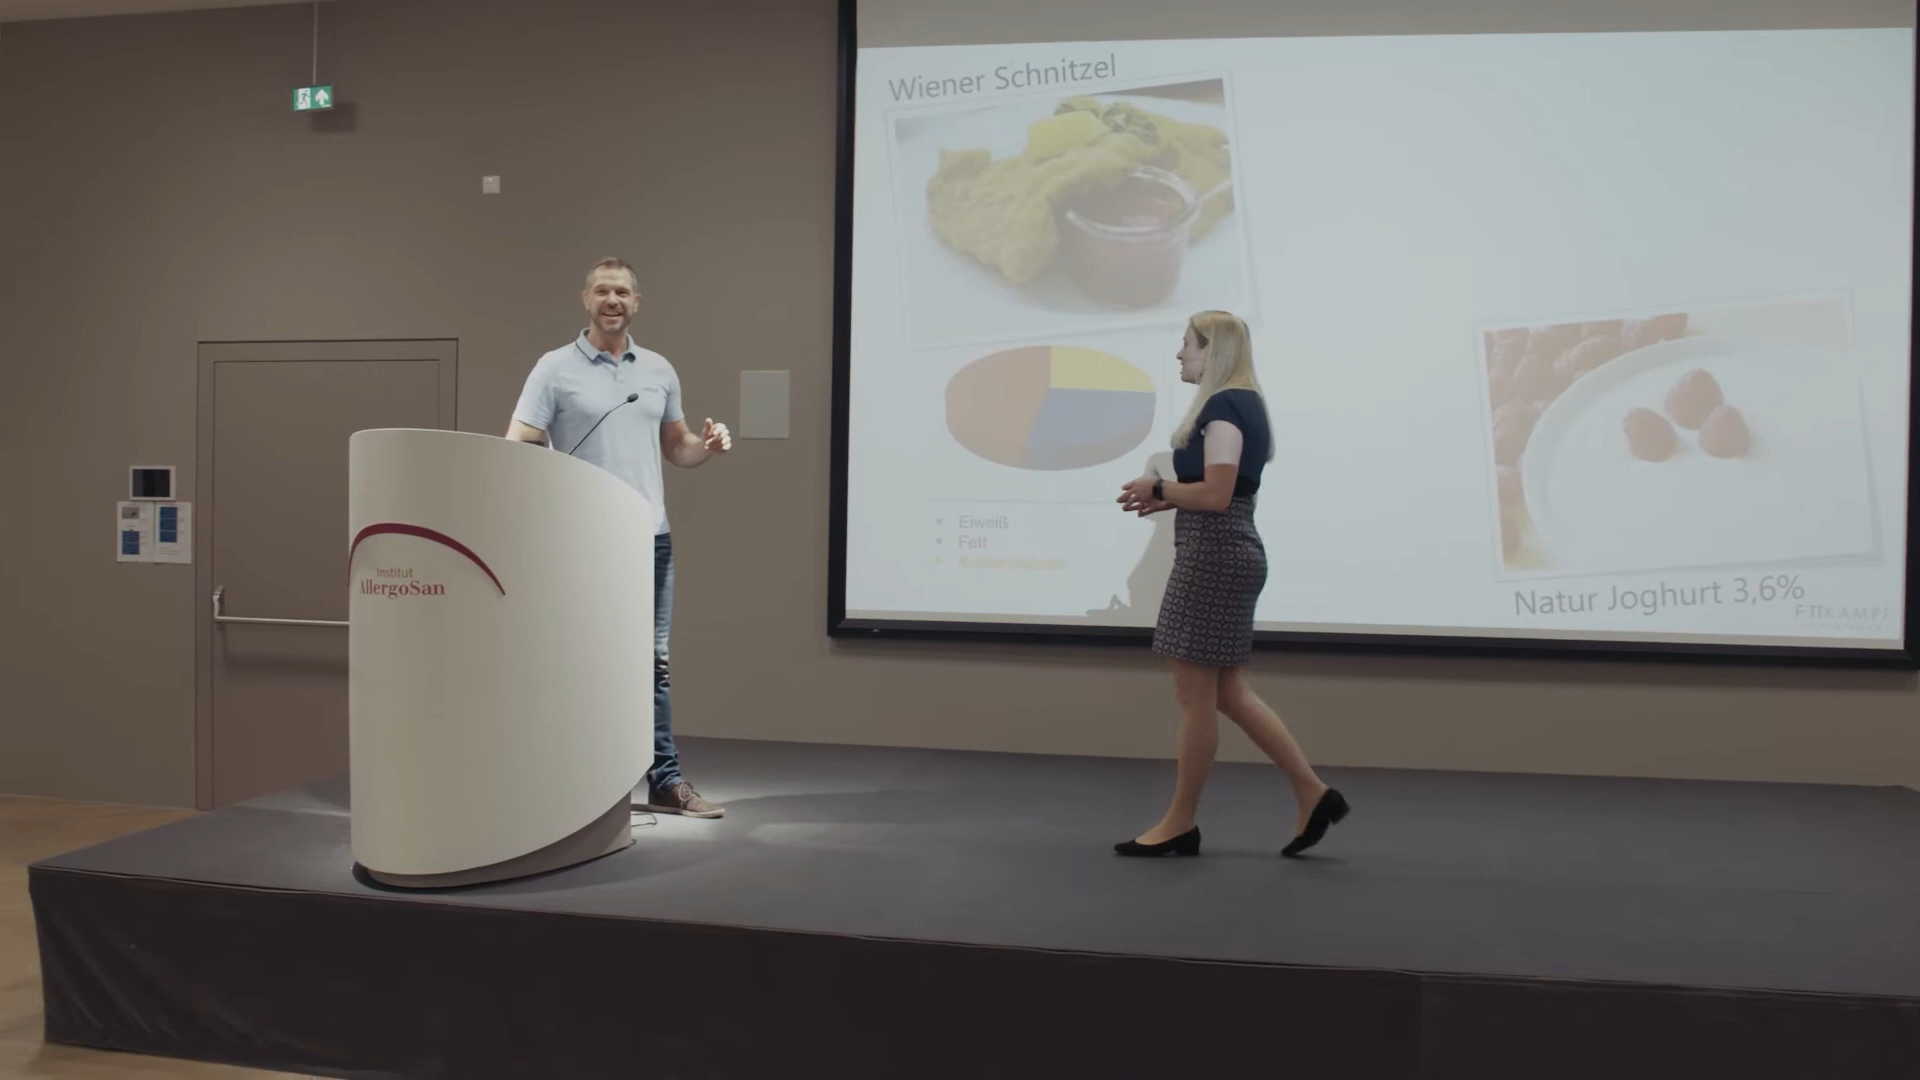 Wiener Schnitzel
Eiweiß
Fett
Natur Joghurt 3,6%
Institut
AllergoSan